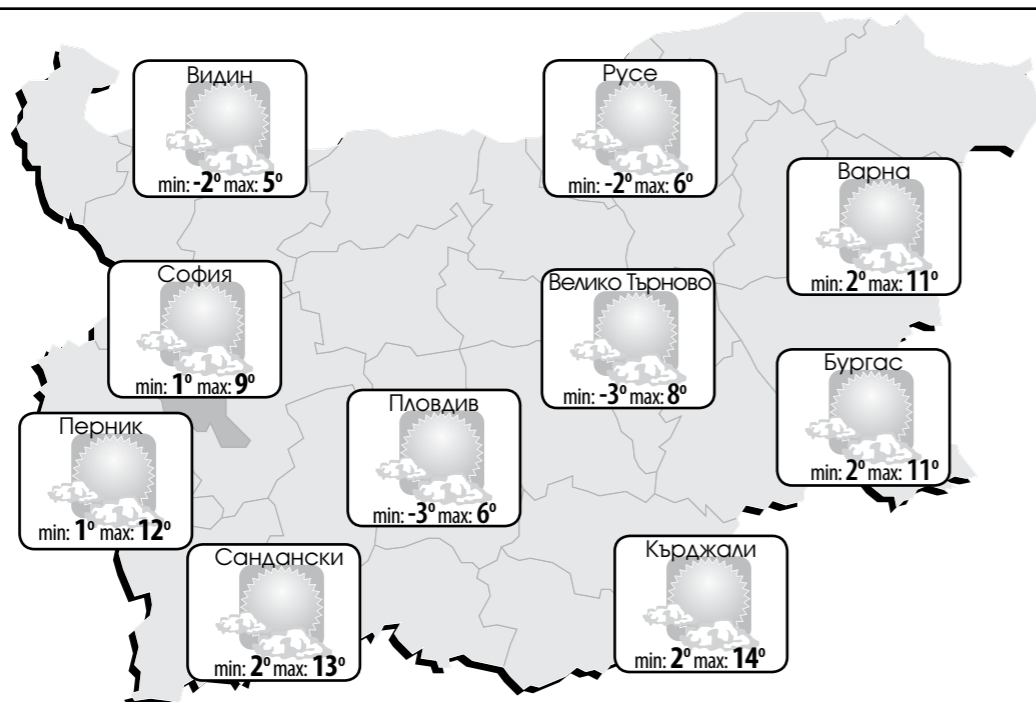 Видин
min: -2° max: 5°
Русе
min: -2° max: 6°
Варна
min: 2° max: 11°
София
min: 1° max: 9°
Велико Търново
min: -3° max: 8°
Бургас
min: 2° max: 11°
Пловдив
min: -3° max: 6°
Перник
min: 1° max: 12°
Сандански
min: 2° max: 13°
Кърджали
min: 2° max: 14°